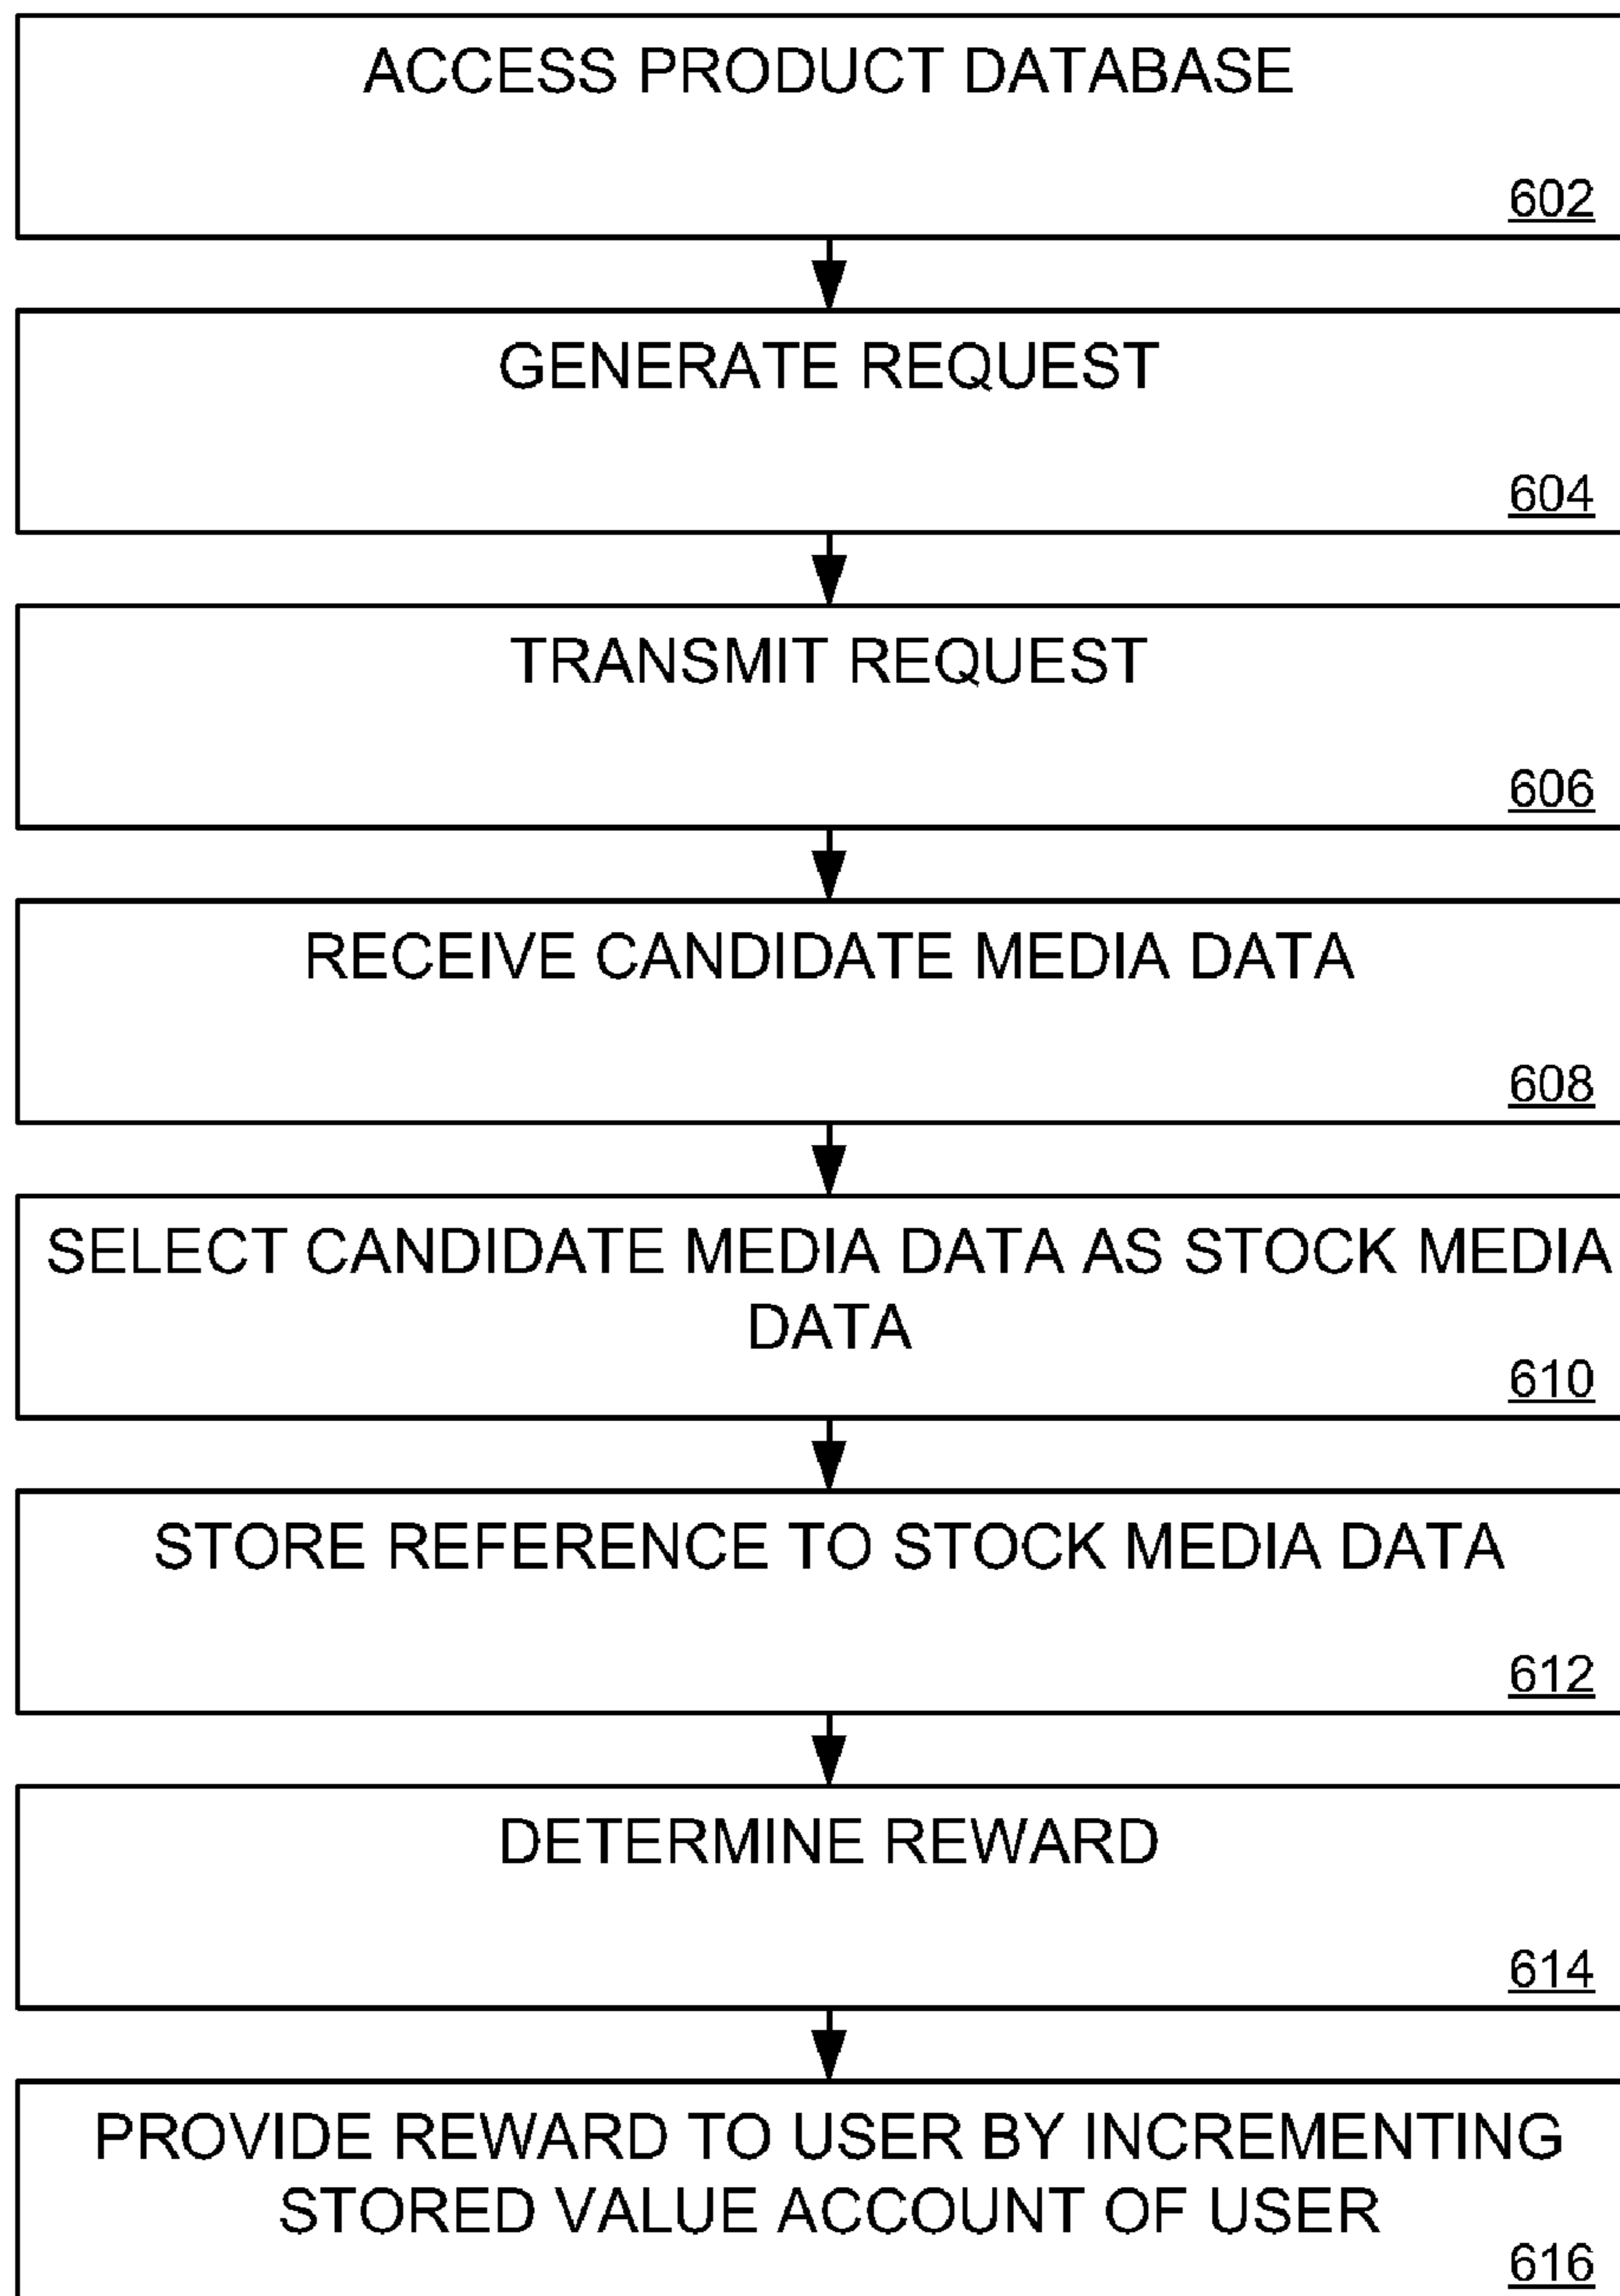 ACCESS PRODUCT DATABASE
602
GENERATE REQUEST
604
TRANSMIT REQUEST
606
RECEIVE CANDIDATE MEDIA DATA
608
SELECT CANDIDATE MEDIA DATA AS STOCK MEDIA
DATA
610
STORE REFERENCE TO STOCK MEDIA DATA
612
DETERMINE REWARD
614
PROVIDE REWARD TO USER BY INCREMENTING
STORED VALUE ACCOUNT OF USER
616